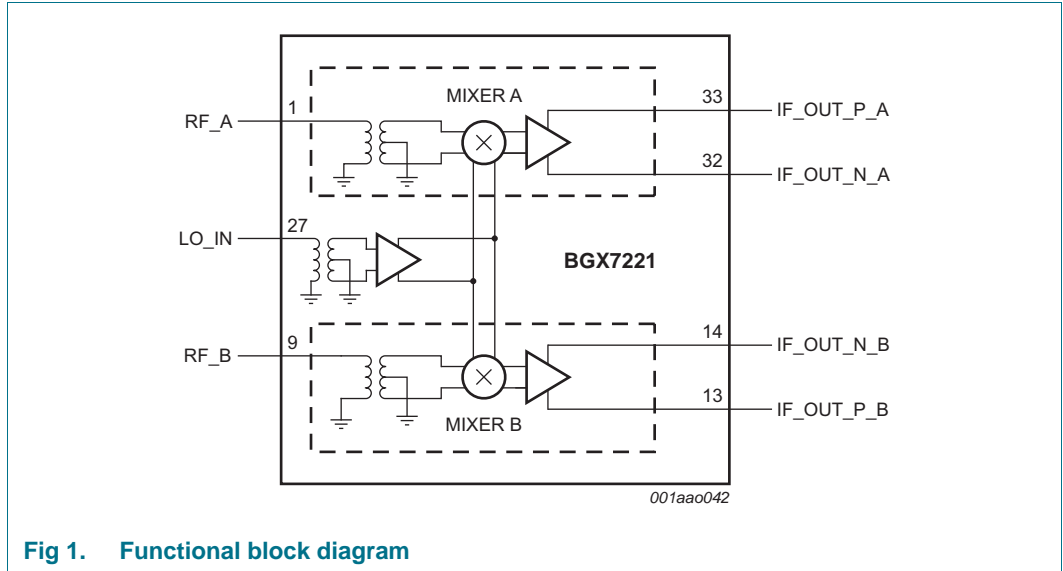 MIXER A
RF_A
1
33
IF_OUT_P_A
32
IF_OUT_N_A
LO_IN
27
BGX7221
RF_B
9
14
IF_OUT_N_B
13
IF_OUT_P_B
MIXER B
001aao042
Fig 1. Functional block diagram